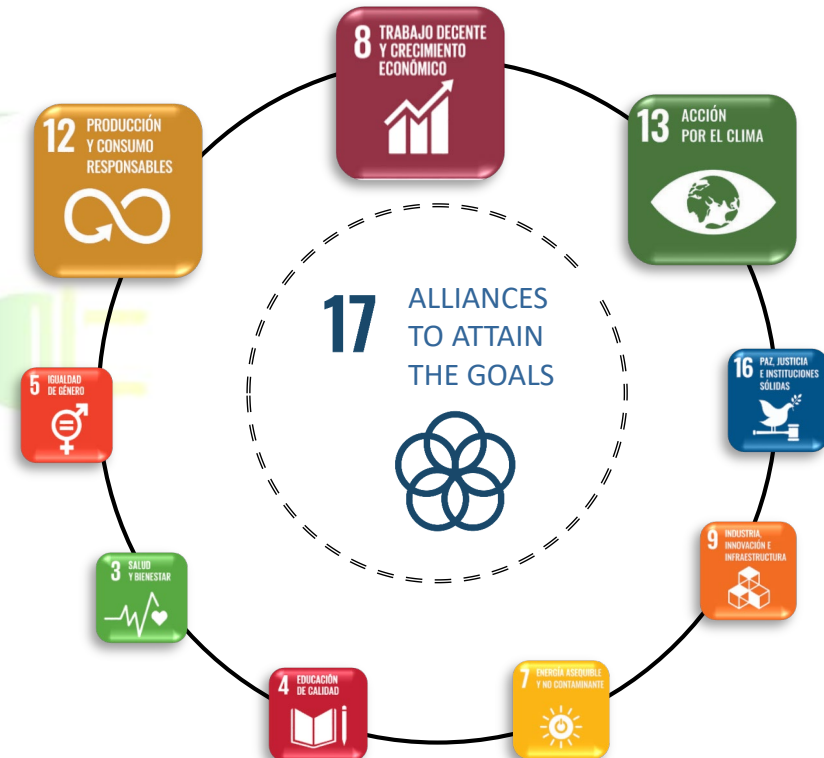 8 TRABAJO DECENTE
Y CRECIMIENTO
ECONÓMICO
12 PRODUCCIÓN
Y CONSUMO
RESPONSABLES
13 ACCIÓN
POR EL CLIMA
17 ALLIANCES
TO ATTAIN
THE GOALS
5 IGUALDAD
DE GÉNERO
16 PAZ, JUSTICIA
E INSTITUCIONES
SÓLIDAS
3 SALUD
Y BIENESTAR
9 INDUSTRIA,
INNOVACIÓN E
INFRAESTRUCTURA
4 EDUCACIÓN
DE CALIDAD
7 ENERGÍA ASEQUIBLE
Y NO CONTAMINANTE